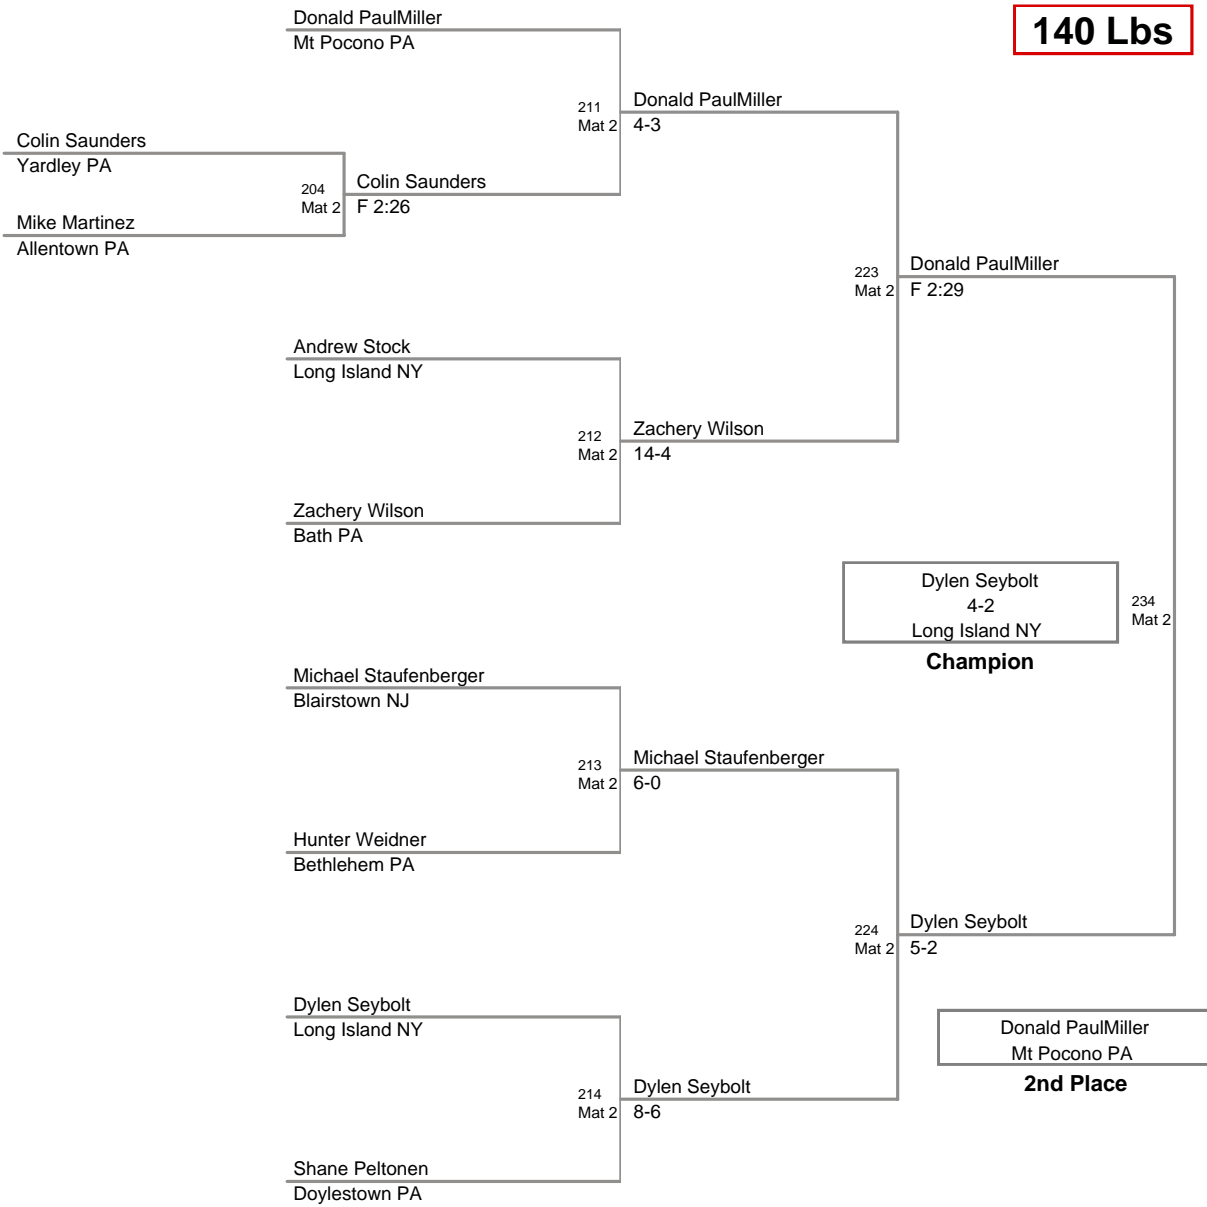 140 Lbs
Donald PaulMiller
Mt Pocono PA
211
Mat 2
Donald PaulMiller
4-3
Colin Saunders
Yardley PA
204
Mat 2
Colin Saunders
F 2:26
Mike Martinez
Allentown PA
223
Mat 2
Donald PaulMiller
F 2:29
Andrew Stock
Long Island NY
212
Mat 2
Zachery Wilson
14-4
Zachery Wilson
Bath PA
Dylen Seybolt
4-2
Long Island NY
Champion
234
Mat 2
Michael Staufenberger
Blairstown NJ
213
Mat 2
Michael Staufenberger
6-0
Hunter Weidner
Bethlehem PA
224
Mat 2
Dylen Seybolt
5-2
Dylen Seybolt
Long Island NY
Donald PaulMiller
Mt Pocono PA
2nd Place
214
Mat 2
Dylen Seybolt
8-6
Shane Peltonen
Doylestown PA